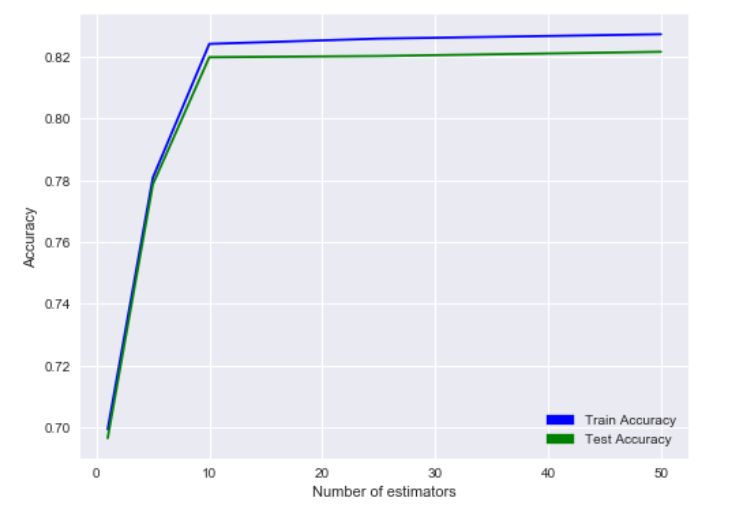 0.82
0.80
0.78
0.76
0.74
0.72
0.70
Accuracy
Train Accuracy
Test Accuracy
0 10 20 30 40 50
Number of estimators